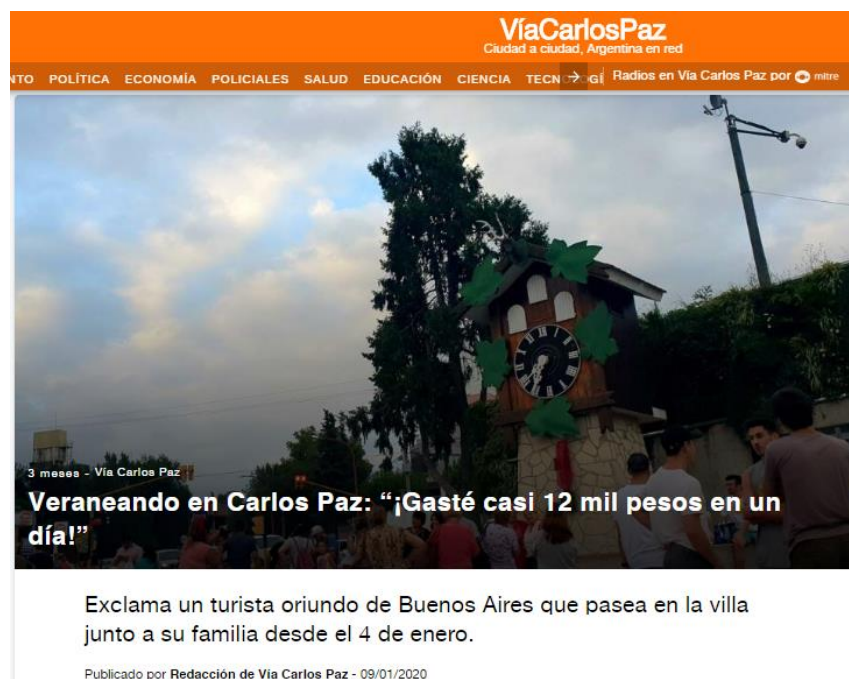 VíaCarlosPaz
Ciudad a ciudad, Argentina en red
NTO POLÍTICA ECONOMÍA POLICIALES SALUD EDUCACIÓN CIENCIA TECN → GÍ Radios en Vía Carlos Paz por mitre
3 meses - Vía Carlos Paz
Veraneando en Carlos Paz: “¡Gasté casi 12 mil pesos en un
día!”
Exclama un turista oriundo de Buenos Aires que pasea en la villa
junto a su familia desde el 4 de enero.
Publicado por Redacción de Vía Carlos Paz - 09/01/2020